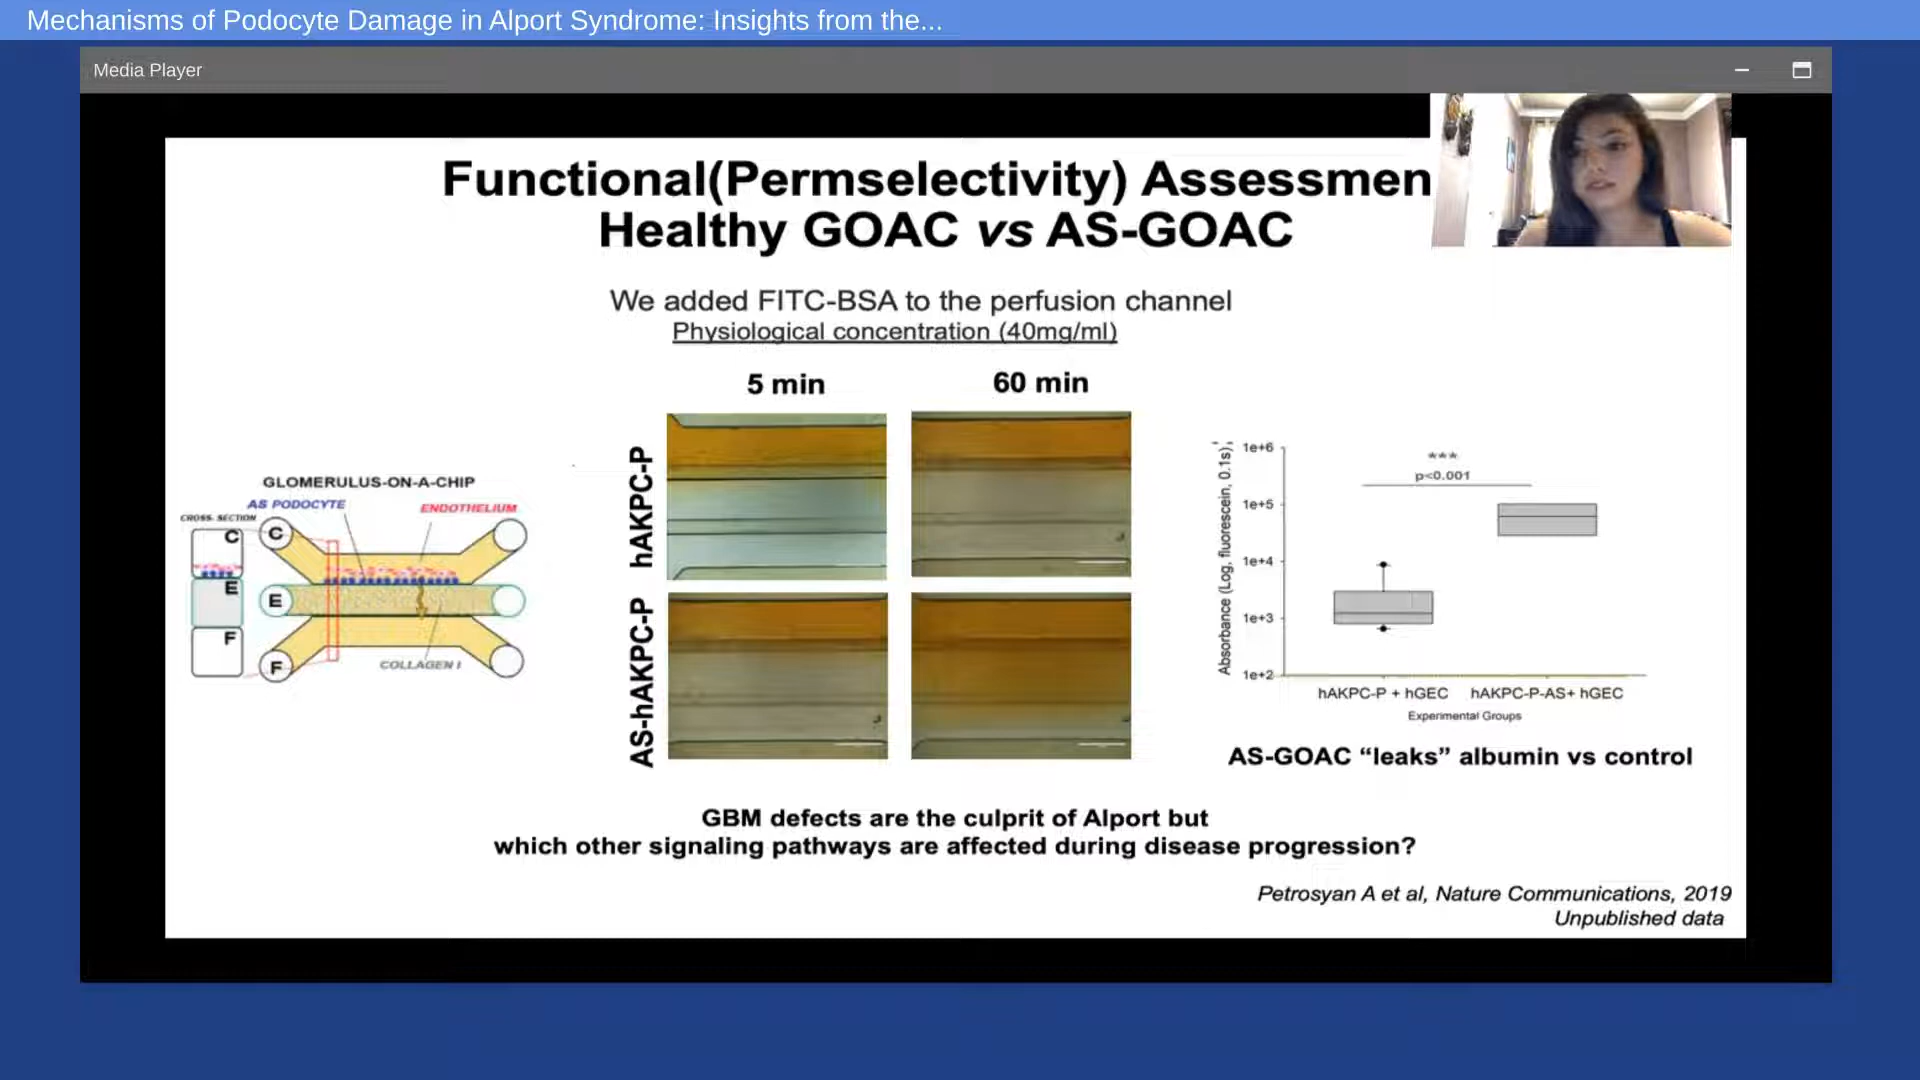 Mechanisms of Podocyte Damage in Alport Syndrome: Insights from the...
Media Player
Functional(Permselectivity) Assessmen
Healthy GOAC vs AS-GOAC
We added FITC-BSA to the perfusion channel
Physiological concentration (40mg/ml)
5 min
60 min
hAKPC-P
AS-hAKPC-P
GLOMERULUS-ON-A-CHIP
AS PODOCYTE
ENDOTHELIUM
CROSS- SECTION
C
C
E
E
F
F
COLLAGEN I
Absorbance (Log, fluorescein, 0.1s)
1e+6
1e+5
1e+4
1e+3
1e+2
***
p<0.001
hAKPC-P + hGEC
hAKPC-P-AS+ hGEC
Experimental Groups
AS-GOAC “leaks” albumin vs control
GBM defects are the culprit of Alport but
which other signaling pathways are affected during disease progression?
Petrosyan A et al, Nature Communications, 2019
Unpublished data